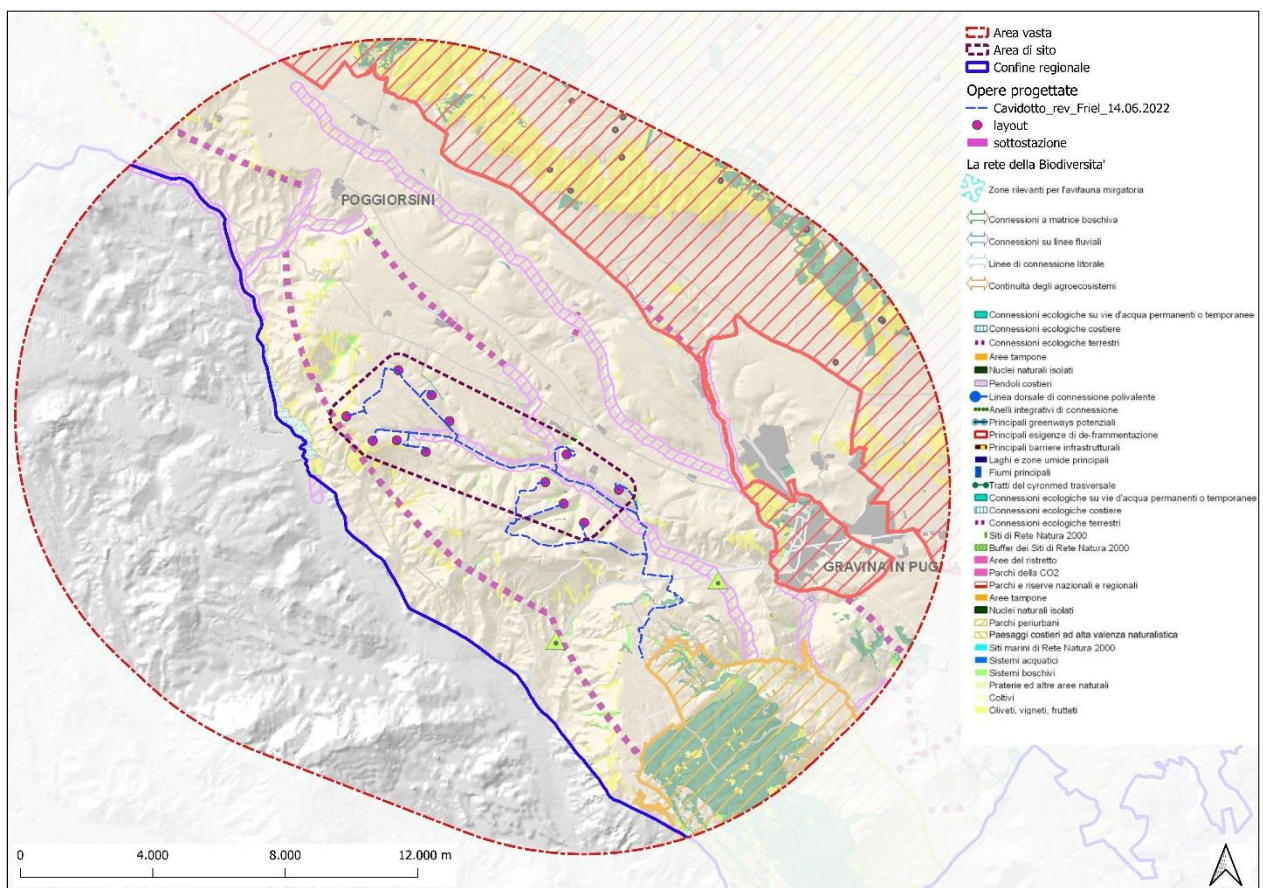 POGGIORSINI
GRAVINA IN PUGLIA
0 4.000 8.000 12.000 m
Area vasta
Area di sito
Confine regionale
Opere progettate
Cavidotto_rev_Friel_14.06.2022
layout
sottostazione
La rete della Biodiversita'
Zone rilevanti per l'avifauna mirgatoria
Connessioni a matrice boschiva
Connessioni su linee fluviali
Linee di connessione litorale
Continuità degli agroecosistemi
Connessioni ecologiche su vie d'acqua permanenti o temporanee
Connessioni ecologiche costiere
Connessioni ecologiche terrestri
Aree tampone
Nuclei naturali isolati
Pendoli costieri
Linea dorsale di connessione polivalente
Anelli integrativi di connessione
Principali greenways potenziali
Principali esigenze di de-frammentazione
Principali barriere infrastrutturali
Laghi e zone umide principali
Fiumi principali
Tratti del cyronmed trasversale
Connessioni ecologiche su vie d'acqua permanenti o temporanee
Connessioni ecologiche costiere
Connessioni ecologiche terrestri
Siti di Rete Natura 2000
Buffer dei Siti di Rete Natura 2000
Aree del ristretto
Parchi della CO2
Parchi e riserve nazionali e regionali
Aree tampone
Nuclei naturali isolati
Parchi periurbani
Paesaggi costieri ad alta valenza naturalistica
Siti marini di Rete Natura 2000
Sistemi acquatici
Sistemi boschivi
Praterie ed altre aree naturali
Coltivi
Oliveti, vigneti, frutteti